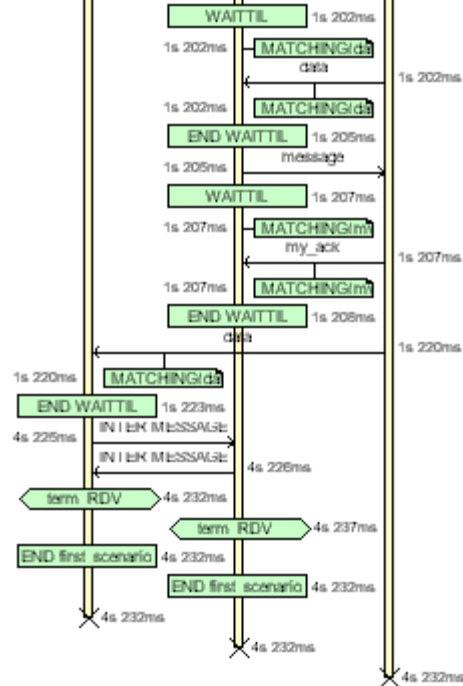 WAITTIL 1s 202ms
1s 202ms MATCHING(da
data
1s 202ms
1s 202ms MATCHING(da
END WAITTIL 1s 205ms
message
1s 205ms
WAITTIL 1s 207ms
1s 207ms MATCHING(my
my_ack
1s 207ms
1s 207ms MATCHING(my
END WAITTIL 1s 208ms
data
1s 220ms
1s 220ms MATCHING(da
END WAITTIL 1s 223ms
INTER MESSAGE
4s 225ms
INTER MESSAGE
4s 226ms
term RDV 4s 232ms
term RDV 4s 237ms
END first scenario 4s 232ms
END first scenario 4s 232ms
4s 232ms
4s 232ms
4s 232ms